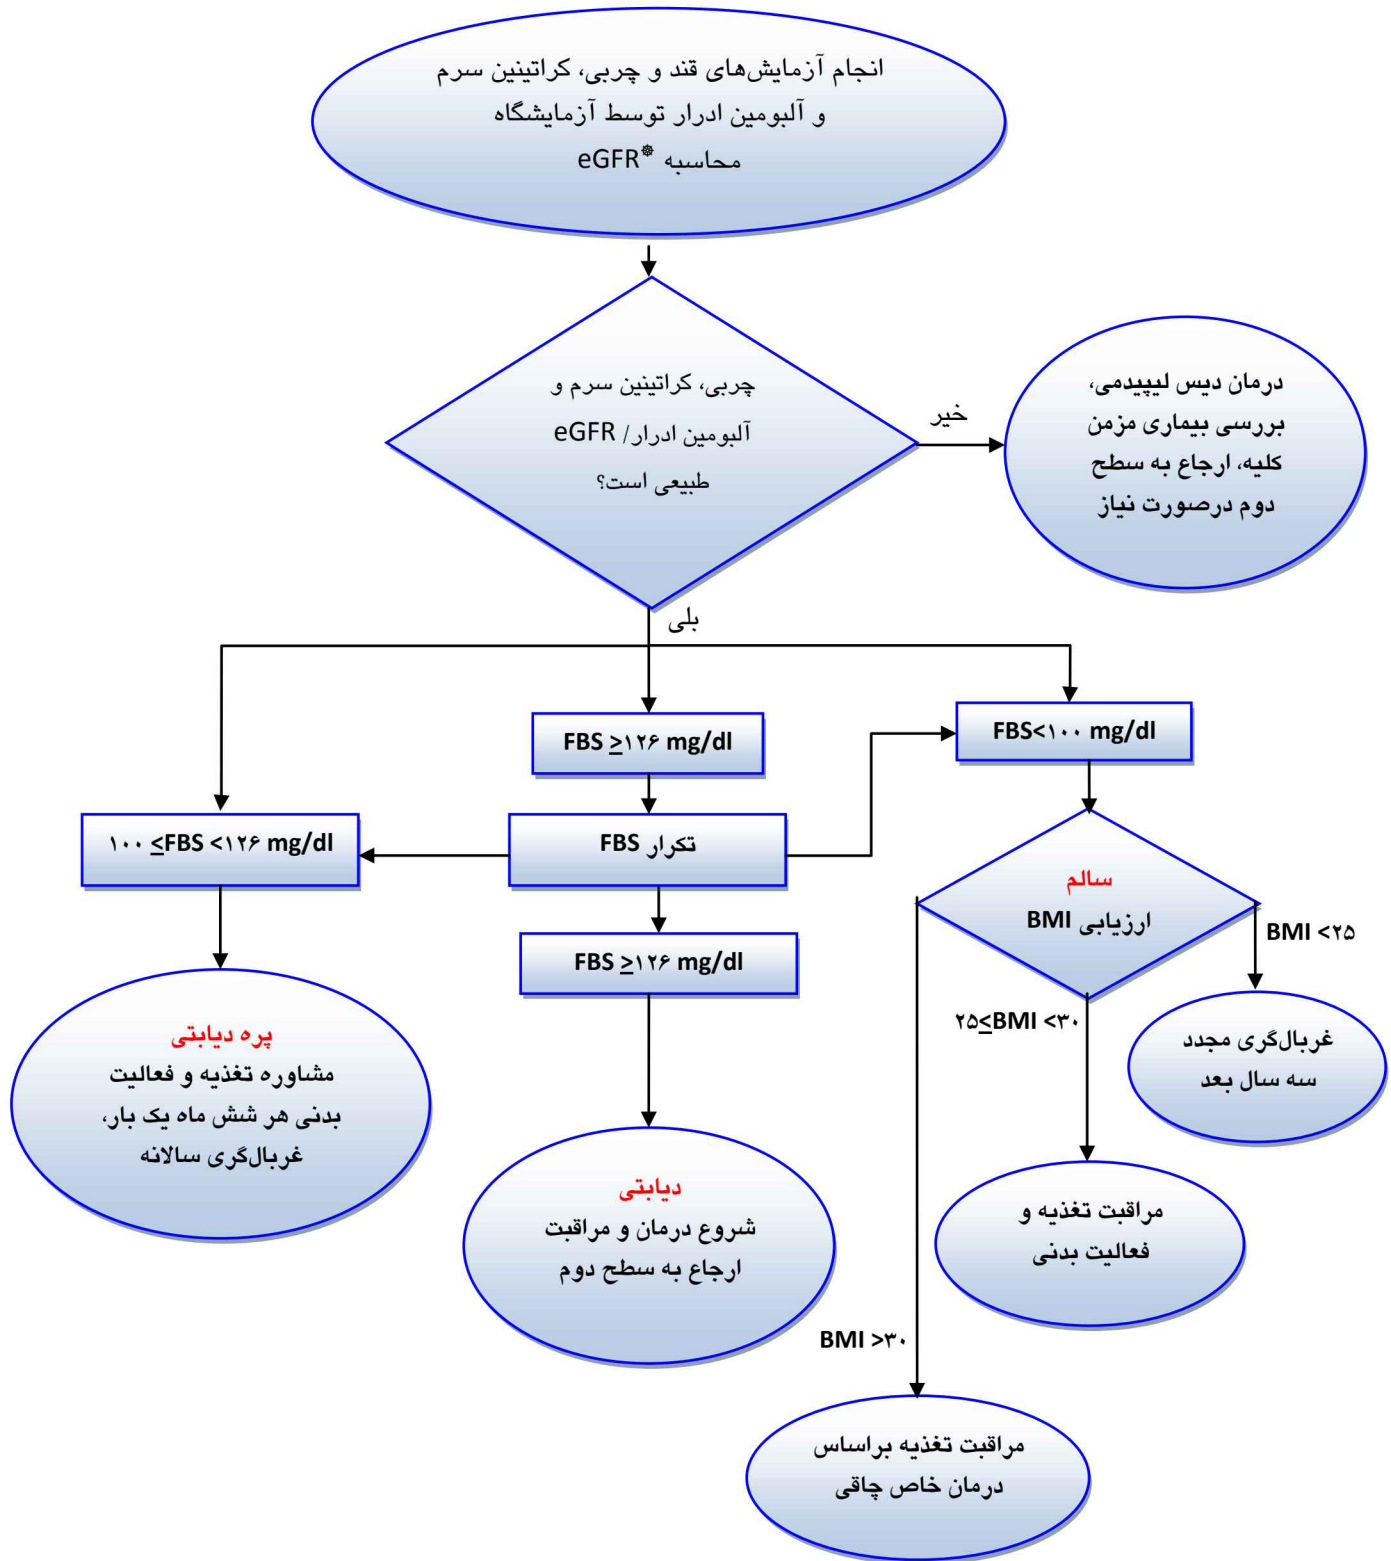 انجام آزمایش‌های قند و چربی، کراتینین سرم
و آلبومین ادرار توسط آزمایشگاه
محاسبه eGFR*
چربی، کراتینین سرم و
آلبومین ادرار/ eGFR
طبیعی است؟
خیر
درمان دیس لیپیدمی،
بررسی بیماری مزمن
کلیه، ارجاع به سطح
دوم درصورت نیاز
بلی
FBS<۱۰۰ mg/dl
FBS ≥۱۲۶ mg/dl
۱۰۰ ≤FBS <۱۲۶ mg/dl
تکرار FBS
FBS ≥۱۲۶ mg/dl
سالم
ارزیابی BMI
BMI <۲۵
۲۵≤BMI <۳۰
BMI >۳۰
غربال‌گری مجدد
سه سال بعد
مراقبت تغذیه و
فعالیت بدنی
مراقبت تغذیه براساس
درمان خاص چاقی
دیابتی
شروع درمان و مراقبت
ارجاع به سطح دوم
پره دیابتی
مشاوره تغذیه و فعالیت
بدنی هر شش ماه یک بار،
غربال‌گری سالانه